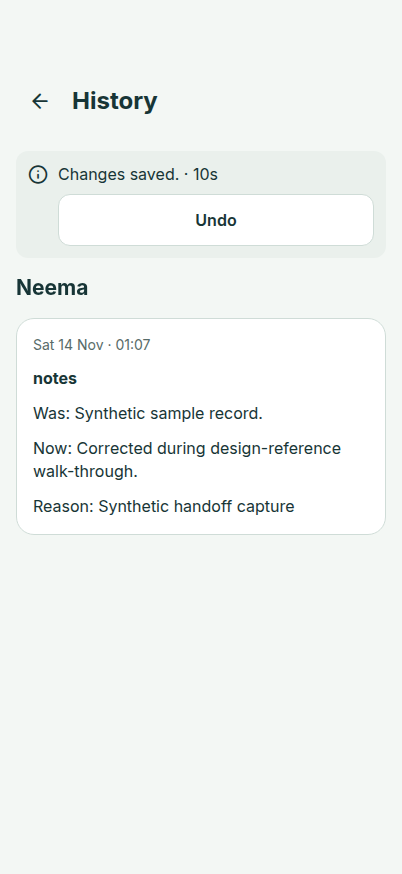 History
Changes saved. · 10s
Undo
Neema
Sat 14 Nov · 01:07
notes
Was: Synthetic sample record.
Now: Corrected during design-reference
walk-through.
Reason: Synthetic handoff capture